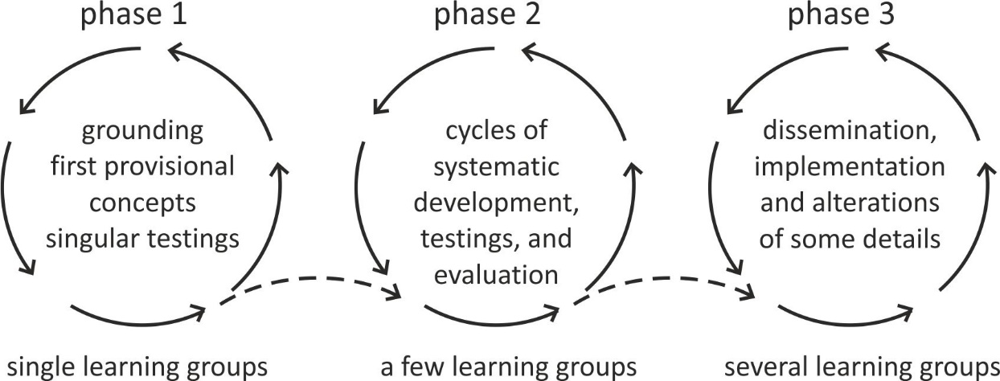 phase 1
grounding
first provisional
concepts
singular testings
single learning groups
phase 2
cycles of
systematic
development,
testings, and
evaluation
a few learning groups
phase 3
dissemination,
implementation
and alterations
of some details
several learning groups